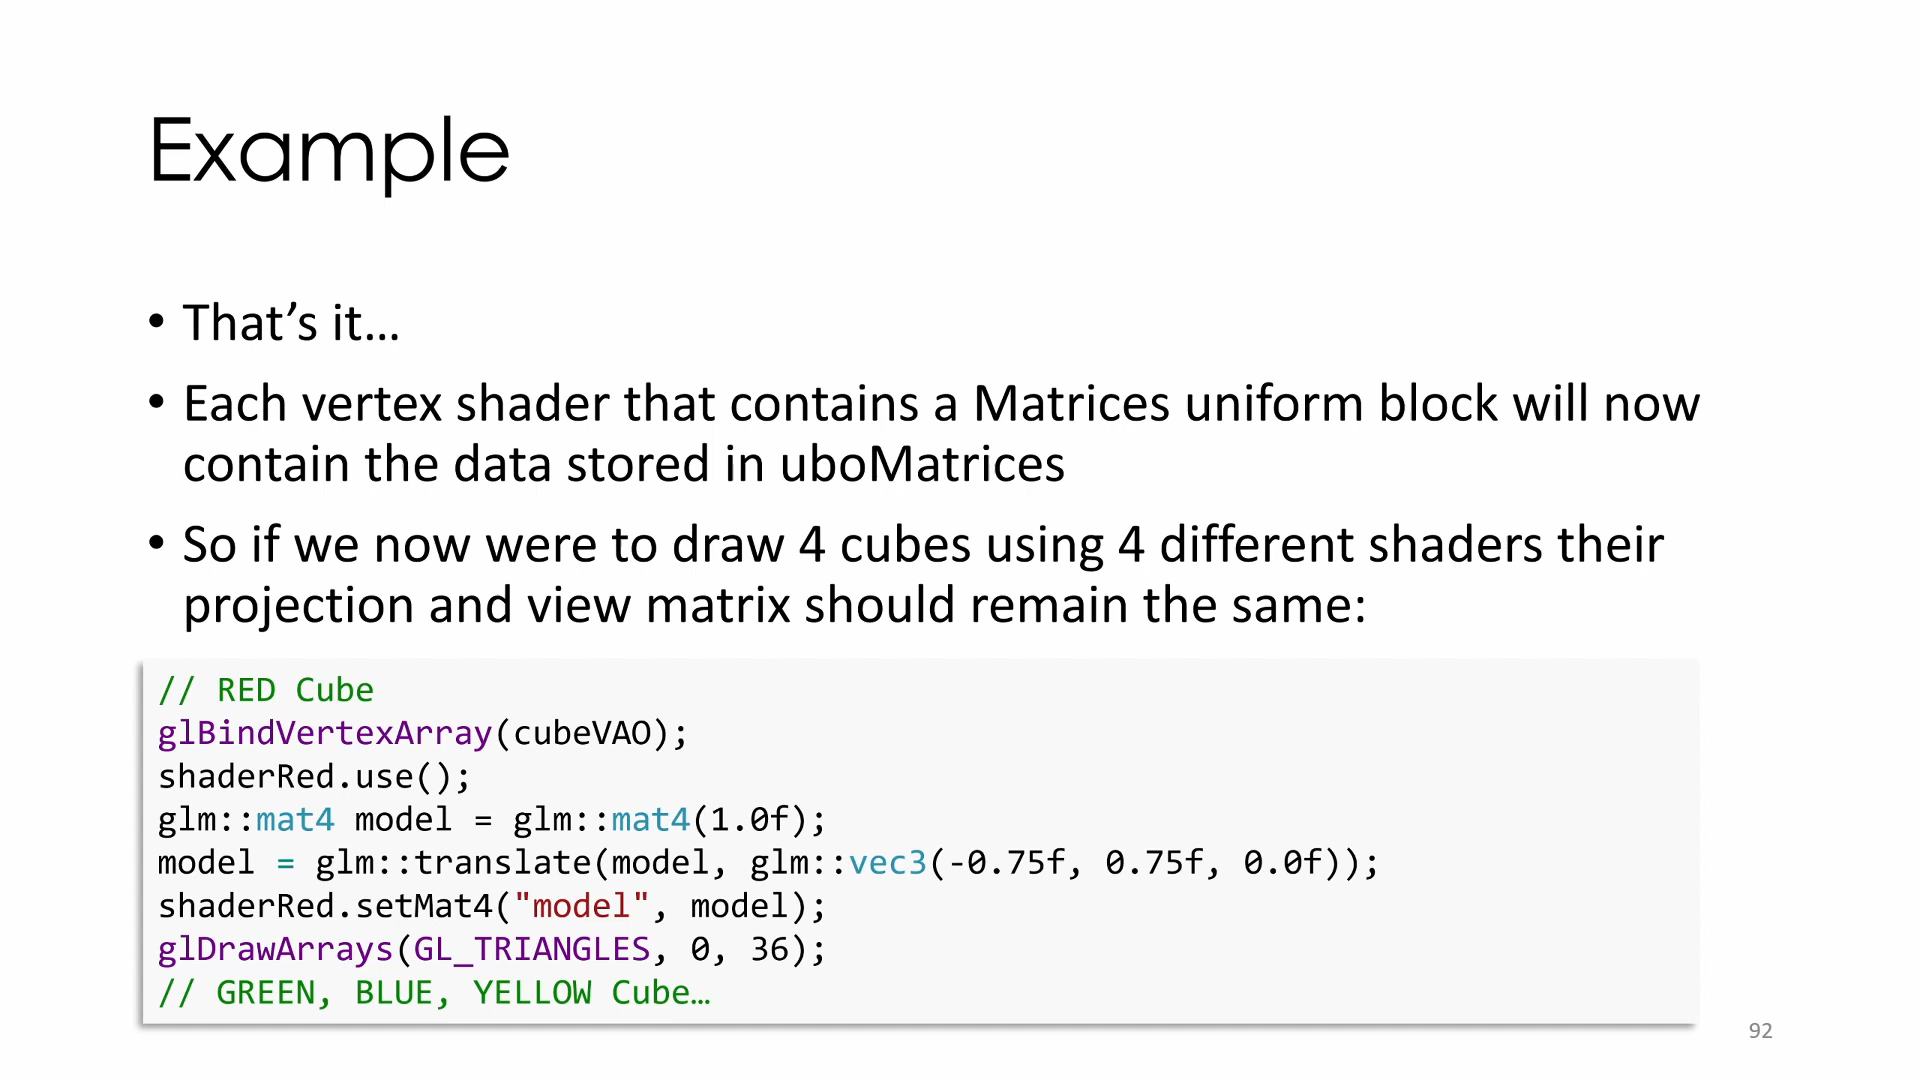 Example
• That’s it…
• Each vertex shader that contains a Matrices uniform block will now
contain the data stored in uboMatrices
• So if we now were to draw 4 cubes using 4 different shaders their
projection and view matrix should remain the same:
// RED Cube
glBindVertexArray(cubeVAO);
shaderRed.use();
glm::mat4 model = glm::mat4(1.0f);
model = glm::translate(model, glm::vec3(-0.75f, 0.75f, 0.0f));
shaderRed.setMat4("model", model);
glDrawArrays(GL_TRIANGLES, 0, 36);
// GREEN, BLUE, YELLOW Cube…
92